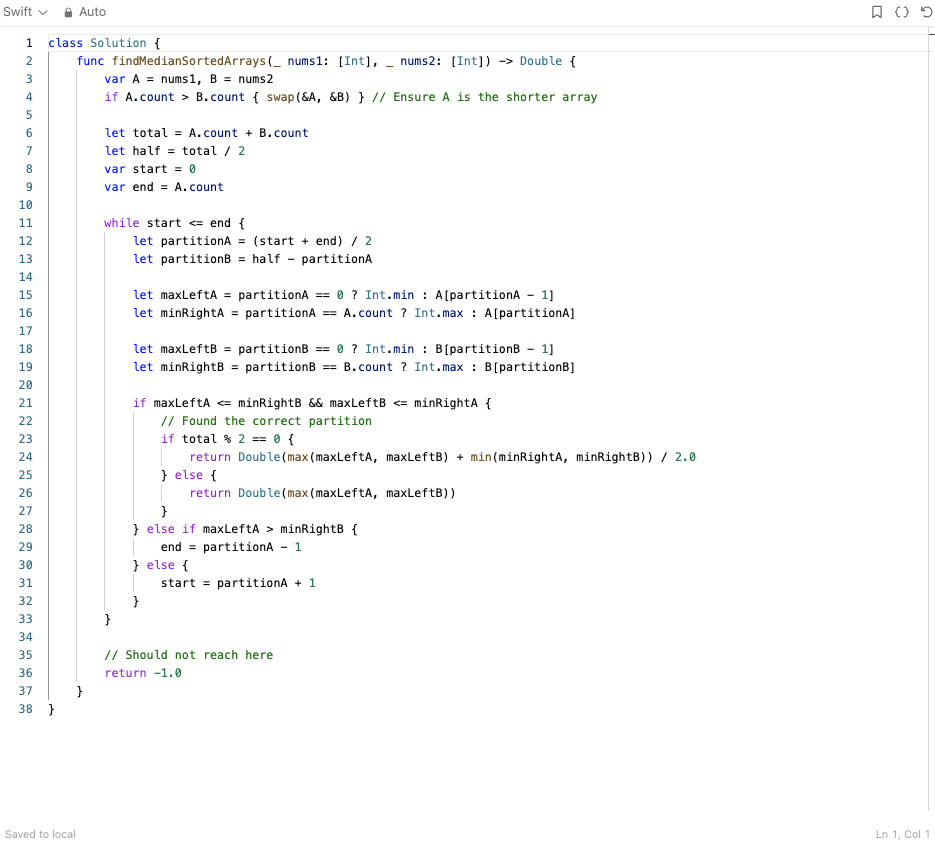 Swift Auto
1 class Solution {
2     func findMedianSortedArrays(_ nums1: [Int], _ nums2: [Int]) -> Double {
3         var A = nums1, B = nums2
4         if A.count > B.count { swap(&A, &B) } // Ensure A is the shorter array
5
6         let total = A.count + B.count
7         let half = total / 2
8         var start = 0
9         var end = A.count
10
11         while start <= end {
12             let partitionA = (start + end) / 2
13             let partitionB = half - partitionA
14
15             let maxLeftA = partitionA == 0 ? Int.min : A[partitionA - 1]
16             let minRightA = partitionA == A.count ? Int.max : A[partitionA]
17
18             let maxLeftB = partitionB == 0 ? Int.min : B[partitionB - 1]
19             let minRightB = partitionB == B.count ? Int.max : B[partitionB]
20
21             if maxLeftA <= minRightB && maxLeftB <= minRightA {
22                 // Found the correct partition
23                 if total % 2 == 0 {
24                     return Double(max(maxLeftA, maxLeftB) + min(minRightA, minRightB)) / 2.0
25                 } else {
26                     return Double(max(maxLeftA, maxLeftB))
27                 }
28             } else if maxLeftA > minRightB {
29                 end = partitionA - 1
30             } else {
31                 start = partitionA + 1
32             }
33         }
34
35         // Should not reach here
36         return -1.0
37     }
38 }
Saved to local Ln 1, Col 1